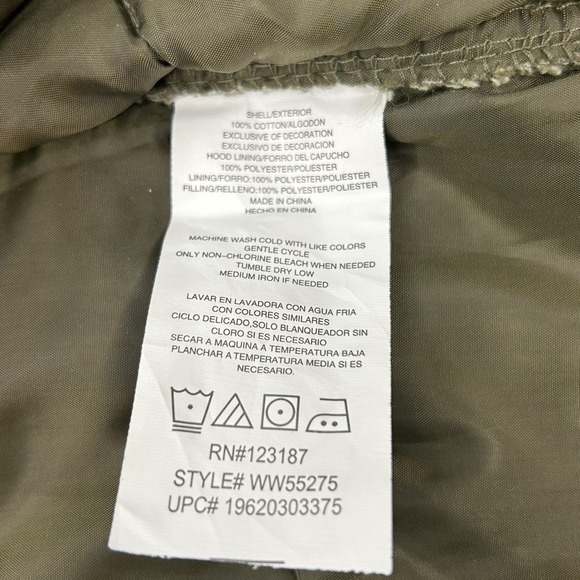 SHELL/EXTERIOR
100% COTTON/ALGODON
EXCLUSIVE OF DECORATION
EXCLUSIVE DE DECORACION
HOOD LINING/FORRO DEL CAPUCHO
100% POLYESTER/POLIESTER
LINING/FORRO:100% POLYESTER/POLIESTER
FILLING/RELLENO:100% POLYESTER/POLIESTER
MADE IN CHINA
HECHO EN CHINA
MACHINE WASH COLD WITH LIKE COLORS
GENTLE CYCLE
ONLY NON-CHLORINE BLEACH WHEN NEEDED
TUMBLE DRY LOW
MEDIUM IRON IF NEEDED
LAVAR EN LAVADORA CON AGUA FRIA
CON COLORES SIMILARES
CICLO DELICADO,SOLO BLANQUEADOR SIN
CLORO SI ES NECESARIO
SECAR A MAQUINA A TEMPERATURA BAJA
PLANCHAR A TEMPERATURA MEDIA SI ES
NECESARIO.
RN#123187
STYLE# WW55275
UPC# 19620303375